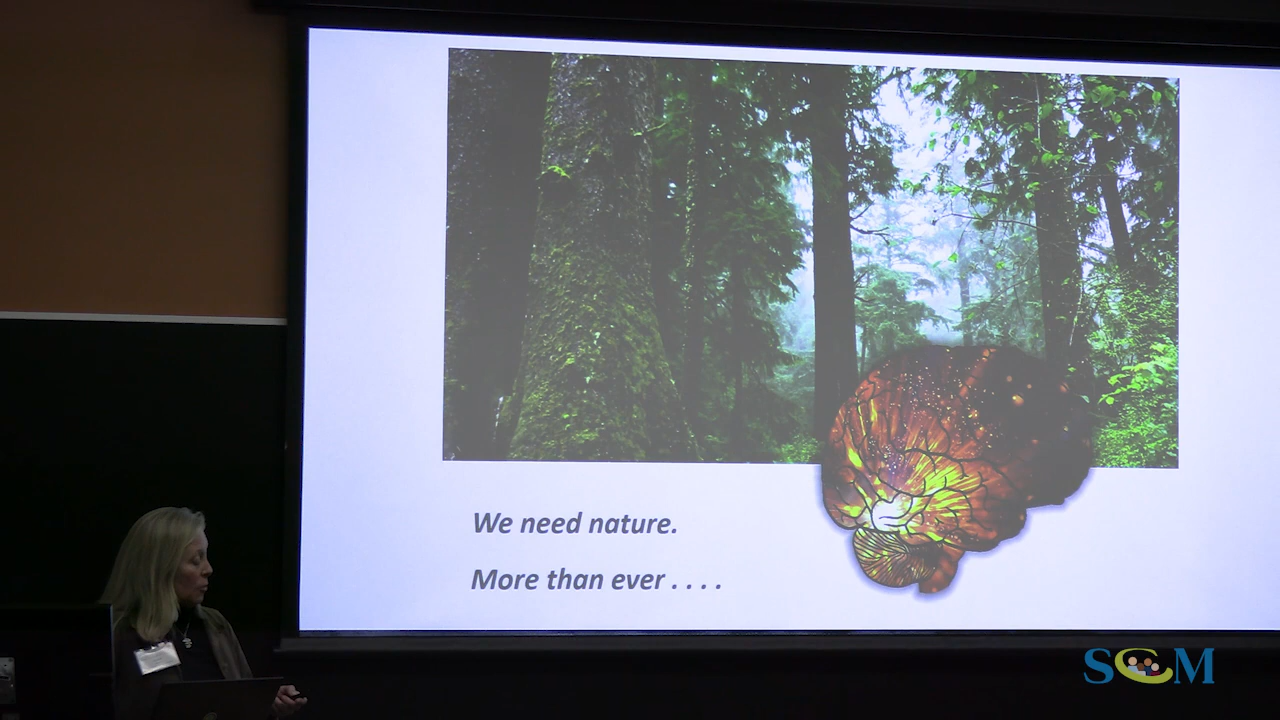 We need nature.
More than ever . . . .
SCM